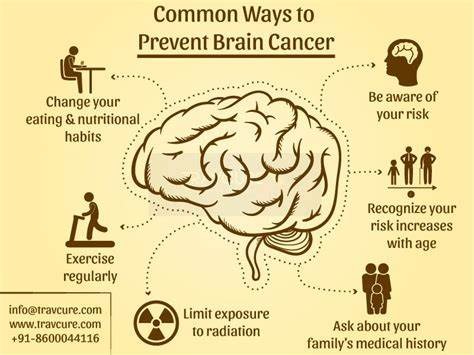 Common Ways to
Prevent Brain Cancer
Change your
eating & nutritional
habits
Be aware of
your risk
Exercise
regularly
Recognize your
risk increases
with age
Limit exposure
to radiation
Ask about your
family's medical history
info@travcure.com
www.travcure.com
+91-8600044116